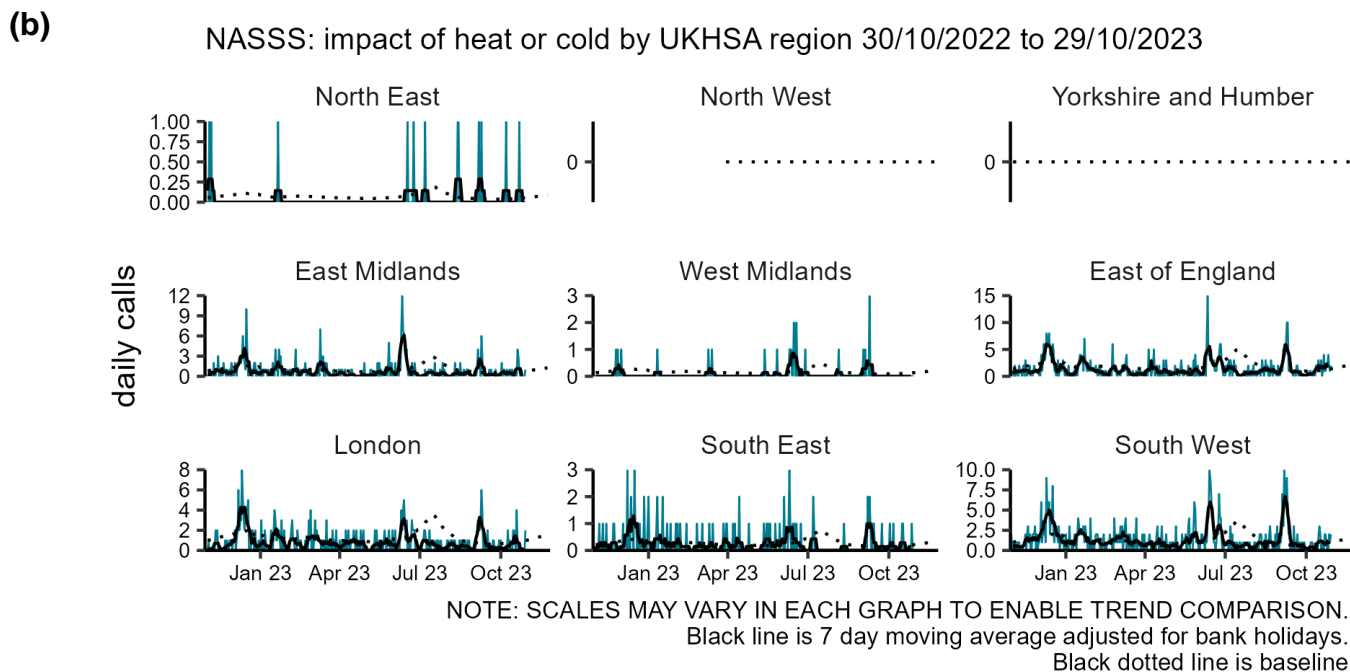 (b)
NASSS: impact of heat or cold by UKHSA region 30/10/2022 to 29/10/2023
North East
North West
Yorkshire and Humber
1.00
0.75
0.50
0.25
0.00
0
0
daily calls
East Midlands
West Midlands
East of England
12
9
6
3
0
3
2
1
0
15
10
5
0
London
South East
South West
8
6
4
2
0
3
2
1
0
10.0
7.5
5.0
2.5
0.0
Jan 23 Apr 23 Jul 23 Oct 23
Jan 23 Apr 23 Jul 23 Oct 23
Jan 23 Apr 23 Jul 23 Oct 23
NOTE: SCALES MAY VARY IN EACH GRAPH TO ENABLE TREND COMPARISON.
Black line is 7 day moving average adjusted for bank holidays.
Black dotted line is baseline